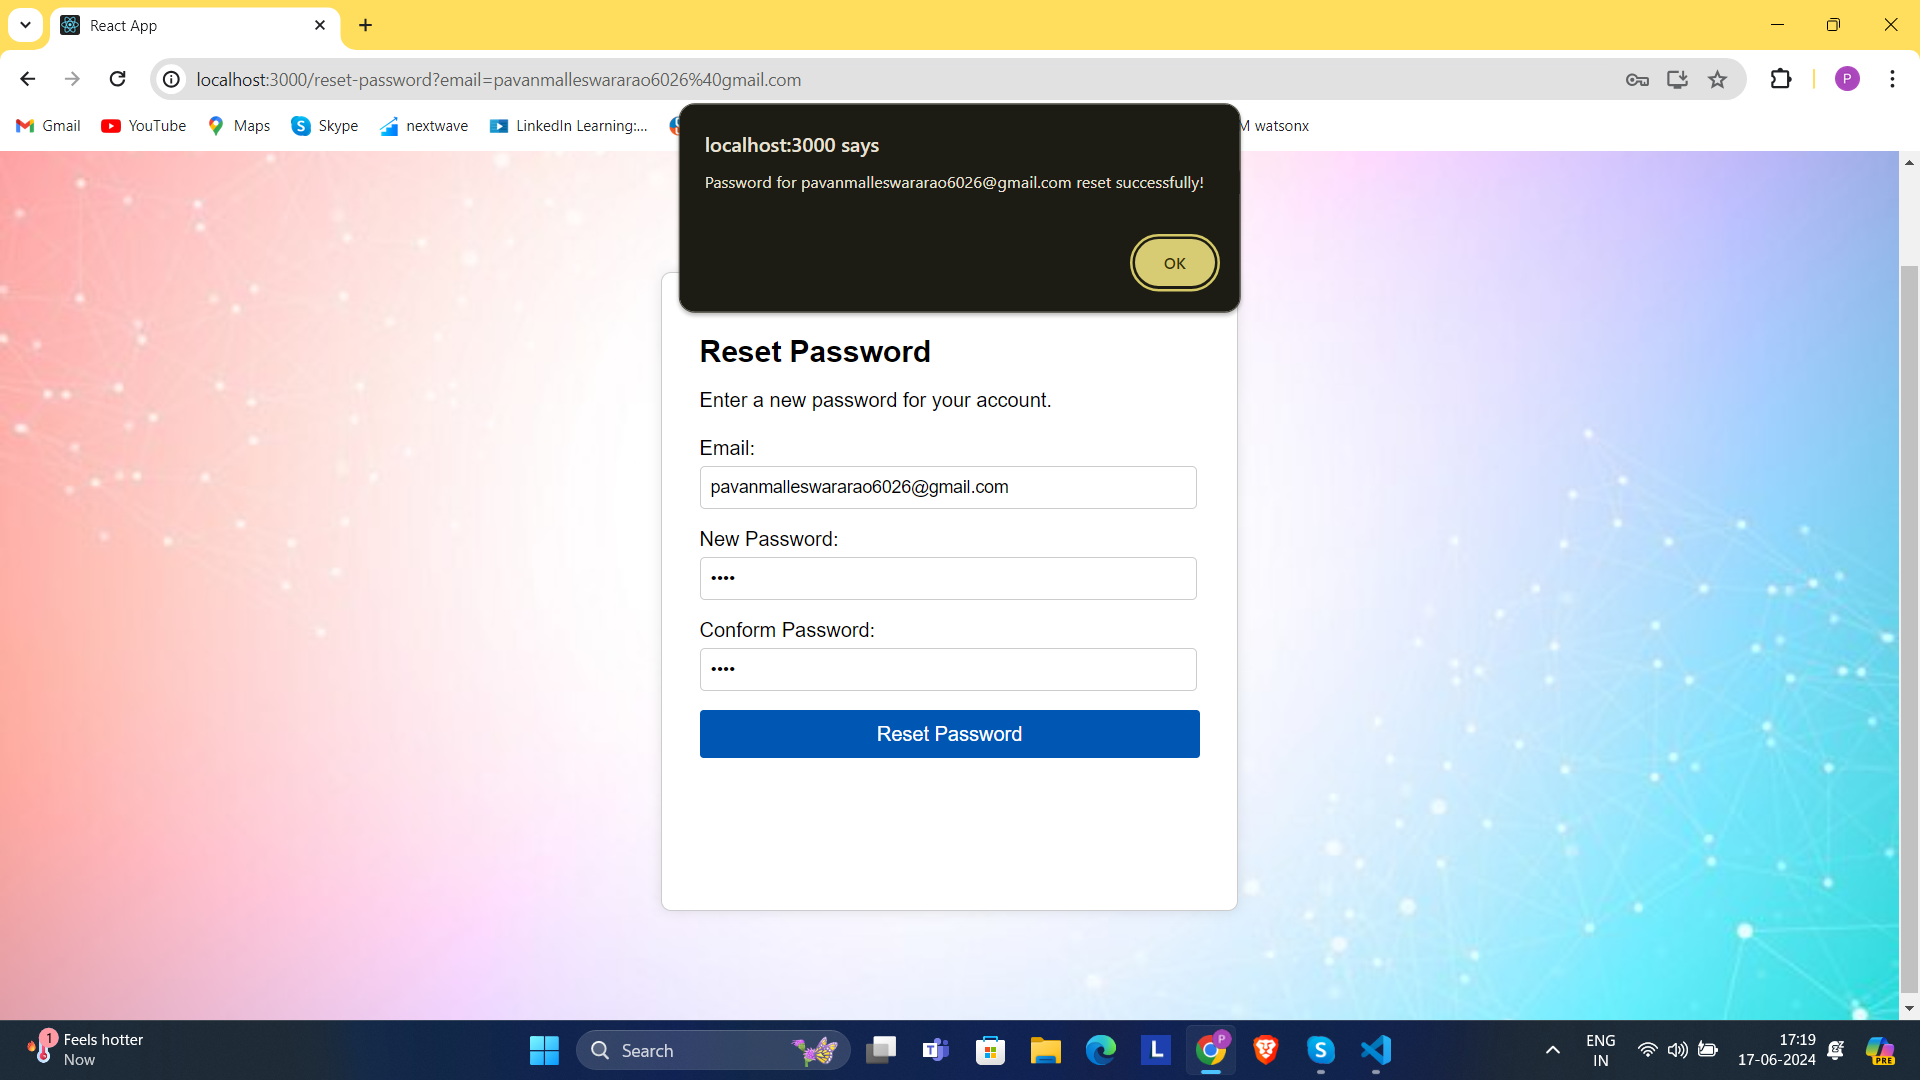 React App
localhost:3000/reset-password?email=pavanmalleswararao6026%40gmail.com
P
Gmail
YouTube
Maps
Skype
nextwave
LinkedIn Learning:...
M watsonx
localhost:3000 says
Password for pavanmalleswararao6026@gmail.com reset successfully!
OK
Reset Password
Enter a new password for your account.
Email:
pavanmalleswararao6026@gmail.com
New Password:
••••
Conform Password:
••••
Reset Password
1
Feels hotter
Now
Search
L
P
S
ENG
IN
17:19
17-06-2024
PRE